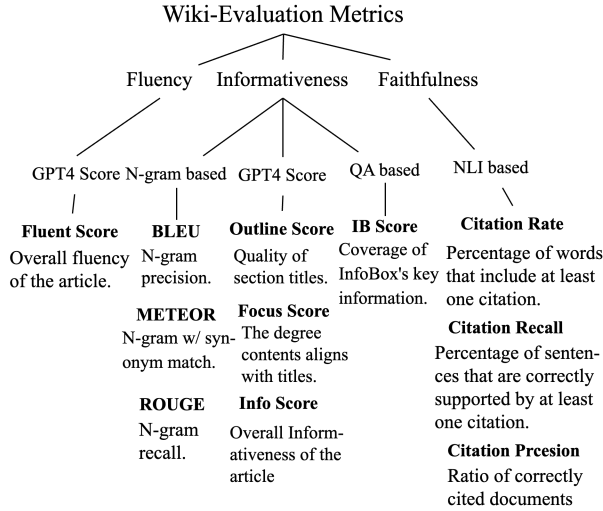 Wiki-Evaluation Metrics
Fluency
Informativeness
Faithfulness
GPT4 Score
N-gram based
GPT4 Score
QA based
NLI based
Fluent Score
Overall fluency
of the article.
BLEU
N-gram
precision.
METEOR
N-gram w/ syn-
onym match.
ROUGE
N-gram
recall.
Outline Score
Quality of
section titles.
Focus Score
The degree
contents aligns
with titles.
Info Score
Overall Inform-
ativeness of the
article
IB Score
Coverage of
InfoBox's key
information.
Citation Rate
Percentage of words
that include at least
one citation.
Citation Recall
Percentage of senten-
ces that are correctly
supported by at least
one citation.
Citation Prcesion
Ratio of correctly
cited documents